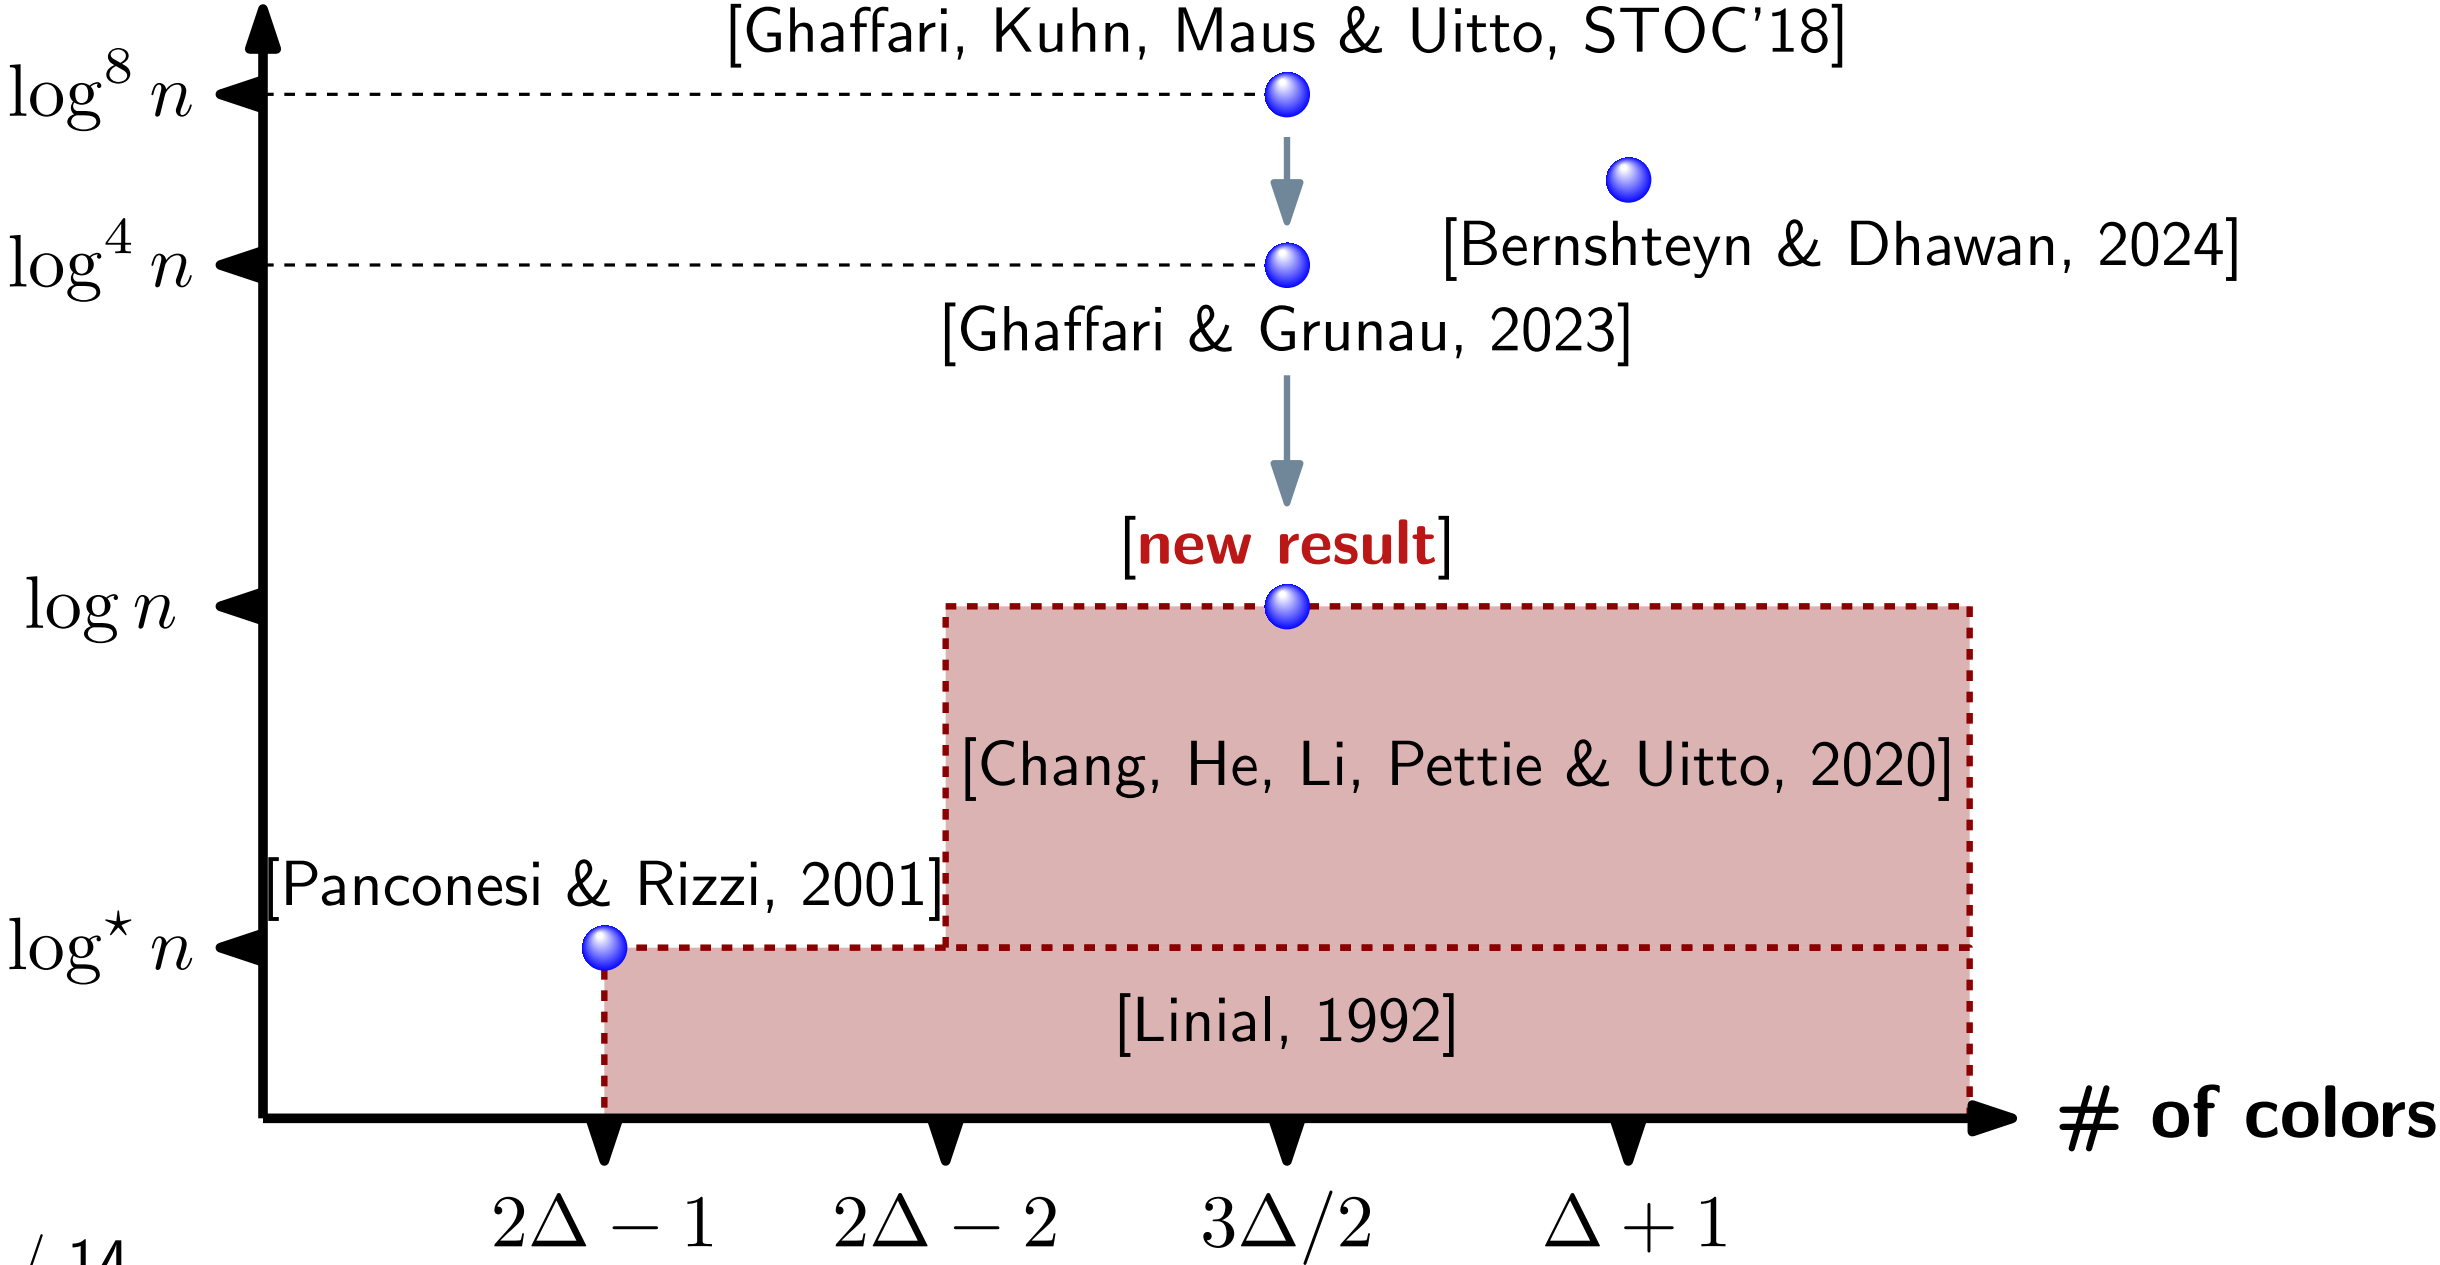 [Ghaffari, Kuhn, Maus & Uitto, STOC'18]
log⁸ n
[Bernshteyn & Dhawan, 2024]
log⁴ n
[Ghaffari & Grunau, 2023]
[new result]
log n
[Chang, He, Li, Pettie & Uitto, 2020]
[Panconesi & Rizzi, 2001]
log⋆ n
[Linial, 1992]
# of colors
2Δ − 1
2Δ − 2
3Δ/2
Δ + 1
/ 14